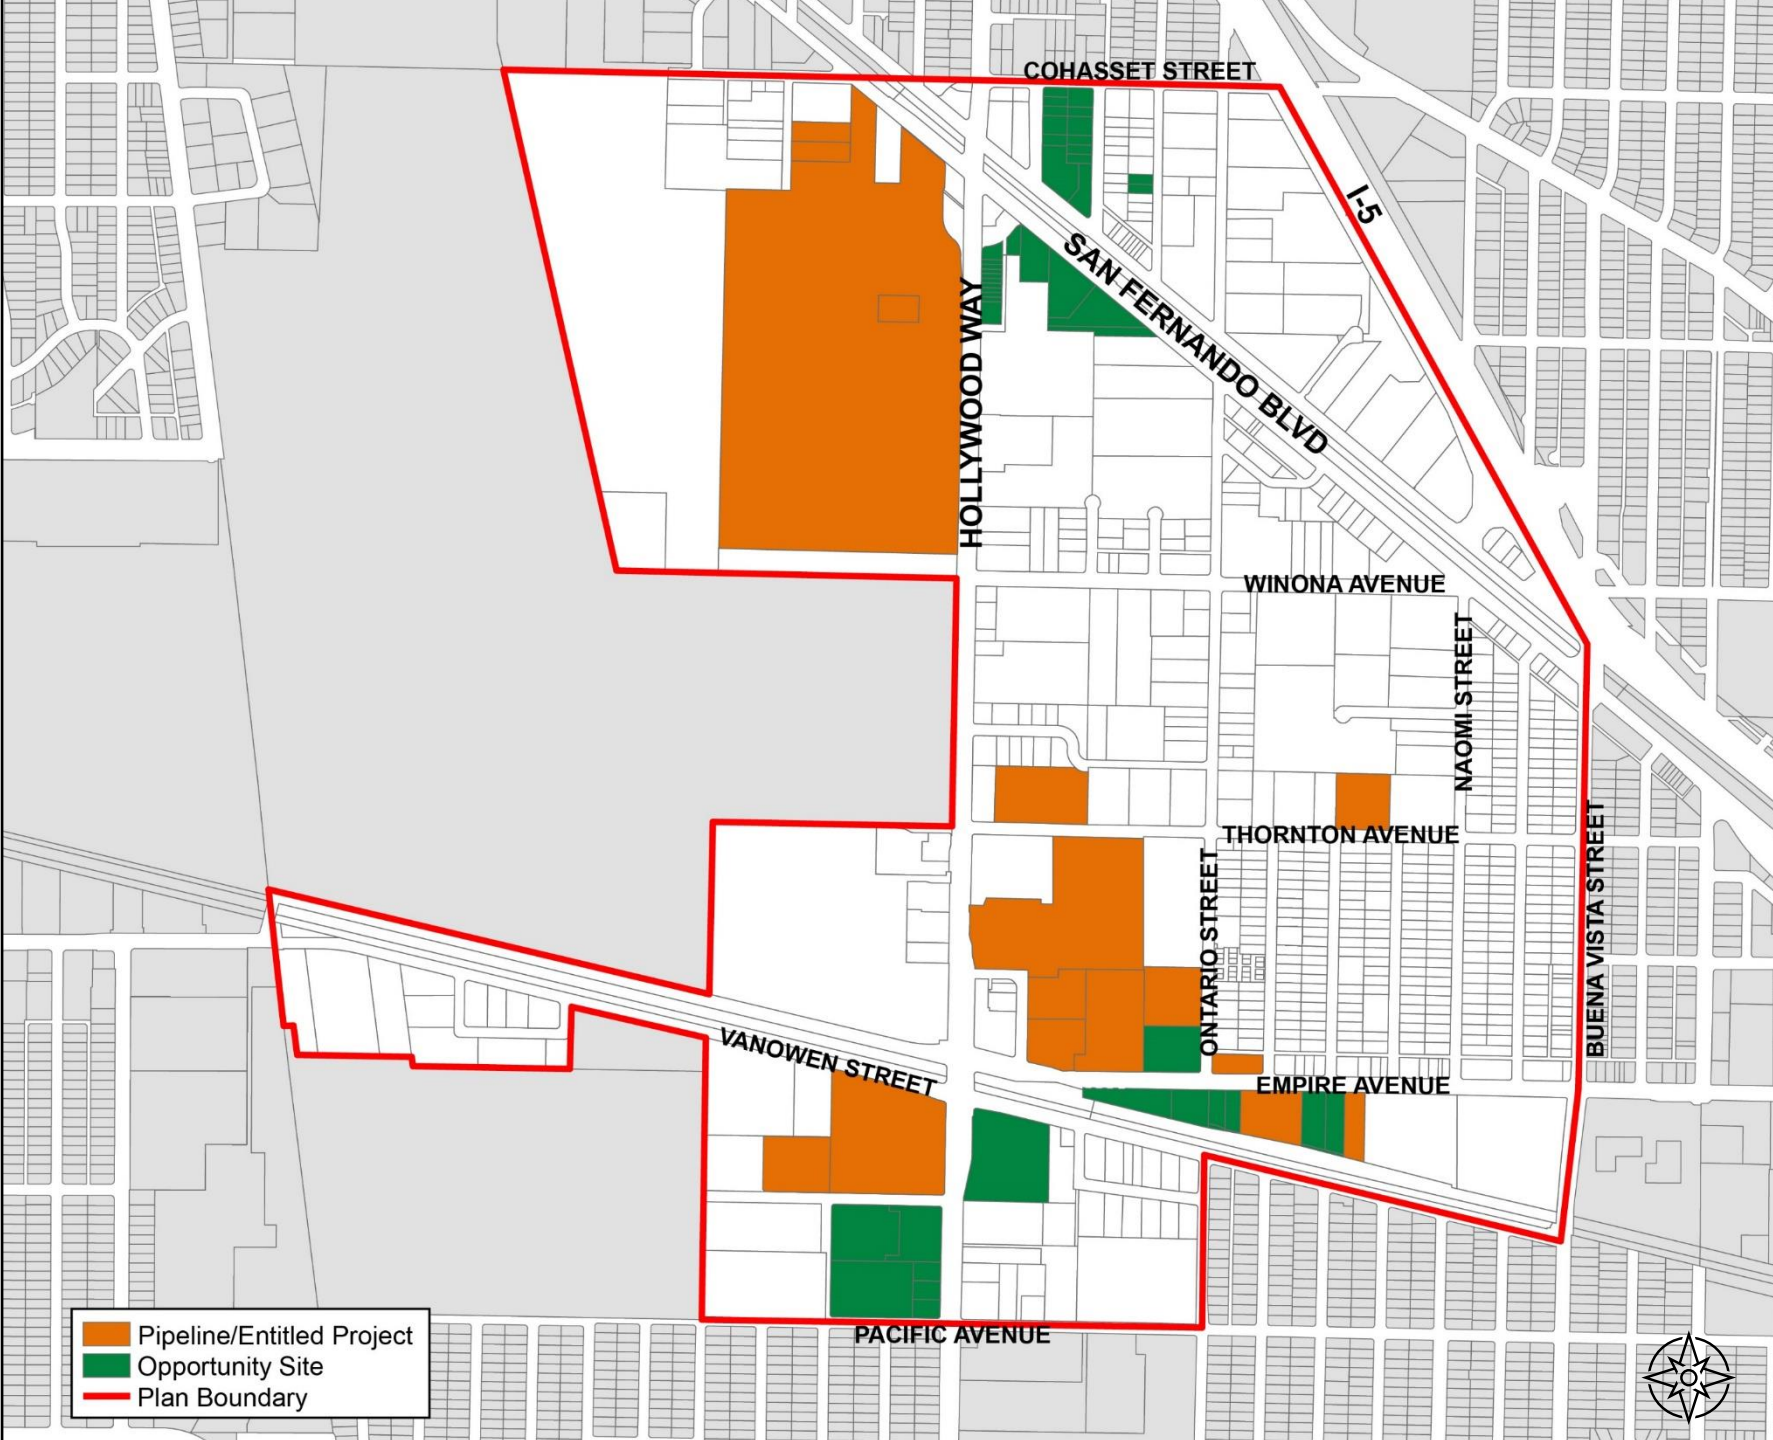 COHASSET STREET
I-5
SAN FERNANDO BLVD
HOLLYWOOD WAY
WINONA AVENUE
NAOMI STREET
THORNTON AVENUE
BUENA VISTA STREET
ONTARIO STREET
VANOWEN STREET
EMPIRE AVENUE
PACIFIC AVENUE
Pipeline/Entitled Project
Opportunity Site
Plan Boundary